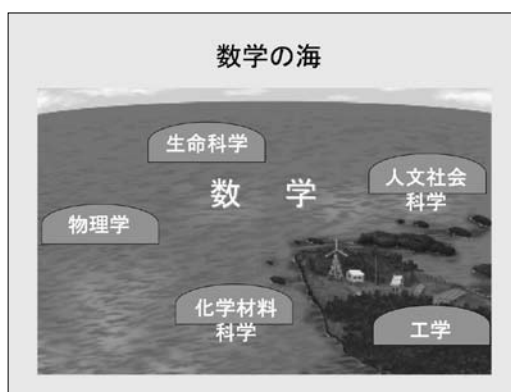 数学の海
生命科学
数 学
人文社会
科学
物理学
化学材料
科学
工学